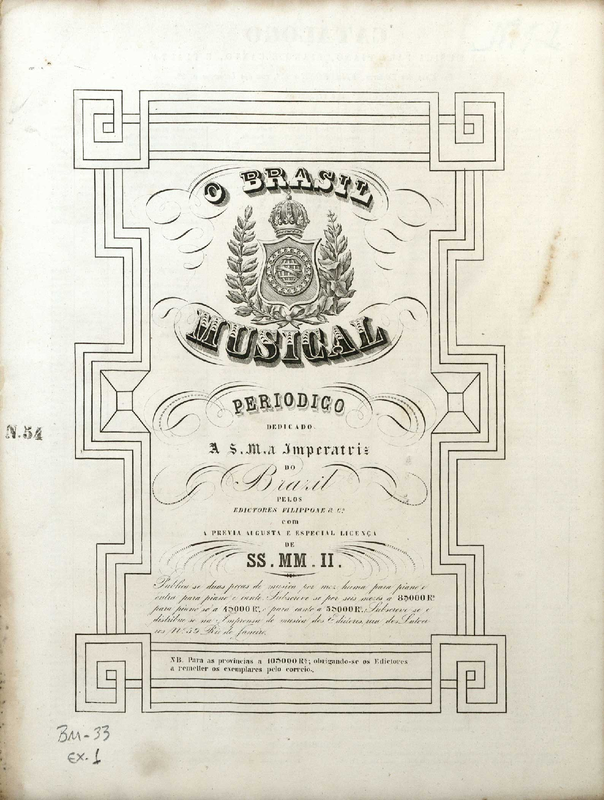 O BRASIL
MUSICAL
PERIODICO
DEDICADO
A S.M.a Imperatriz
DO
Brazil
PELOS
EDICTORES FILIPPONE & Cª
com
A PREVIA AUGUSTA E ESPECIAL LICENÇA
DE
SS. MM. II.
Publica-se duas peças de musica por mez, huma para piano e
outra para piano e canto. Subscreve-se por seis mezes a 8$000 Rs
para piano só a 4$000 Rs, e para canto a 5$000 Rs. Subscreve-se e
distribue-se na Imprensa de musica dos Editores, rua dos Latoei-
ros, Nº 59, Rio de Janeiro.
NB. Para as provincias a 10$000 Rs; obrigando-se os Edictores
a remetter os exemplares pelo correio.
N.54
BM-33
EX. 1